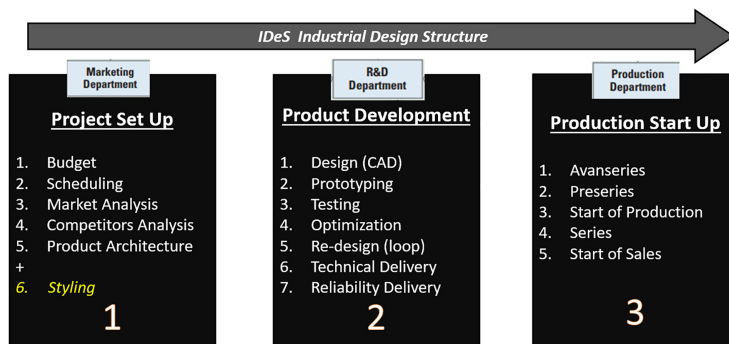 IDeS Industrial Design Structure
Marketing
Department
Project Set Up
1. Budget
2. Scheduling
3. Market Analysis
4. Competitors Analysis
5. Product Architecture
+
6. Styling
1
R&D
Department
Product Development
1. Design (CAD)
2. Prototyping
3. Testing
4. Optimization
5. Re-design (loop)
6. Technical Delivery
7. Reliability Delivery
2
Production
Department
Production Start Up
1. Avanseries
2. Preseries
3. Start of Production
4. Series
5. Start of Sales
3